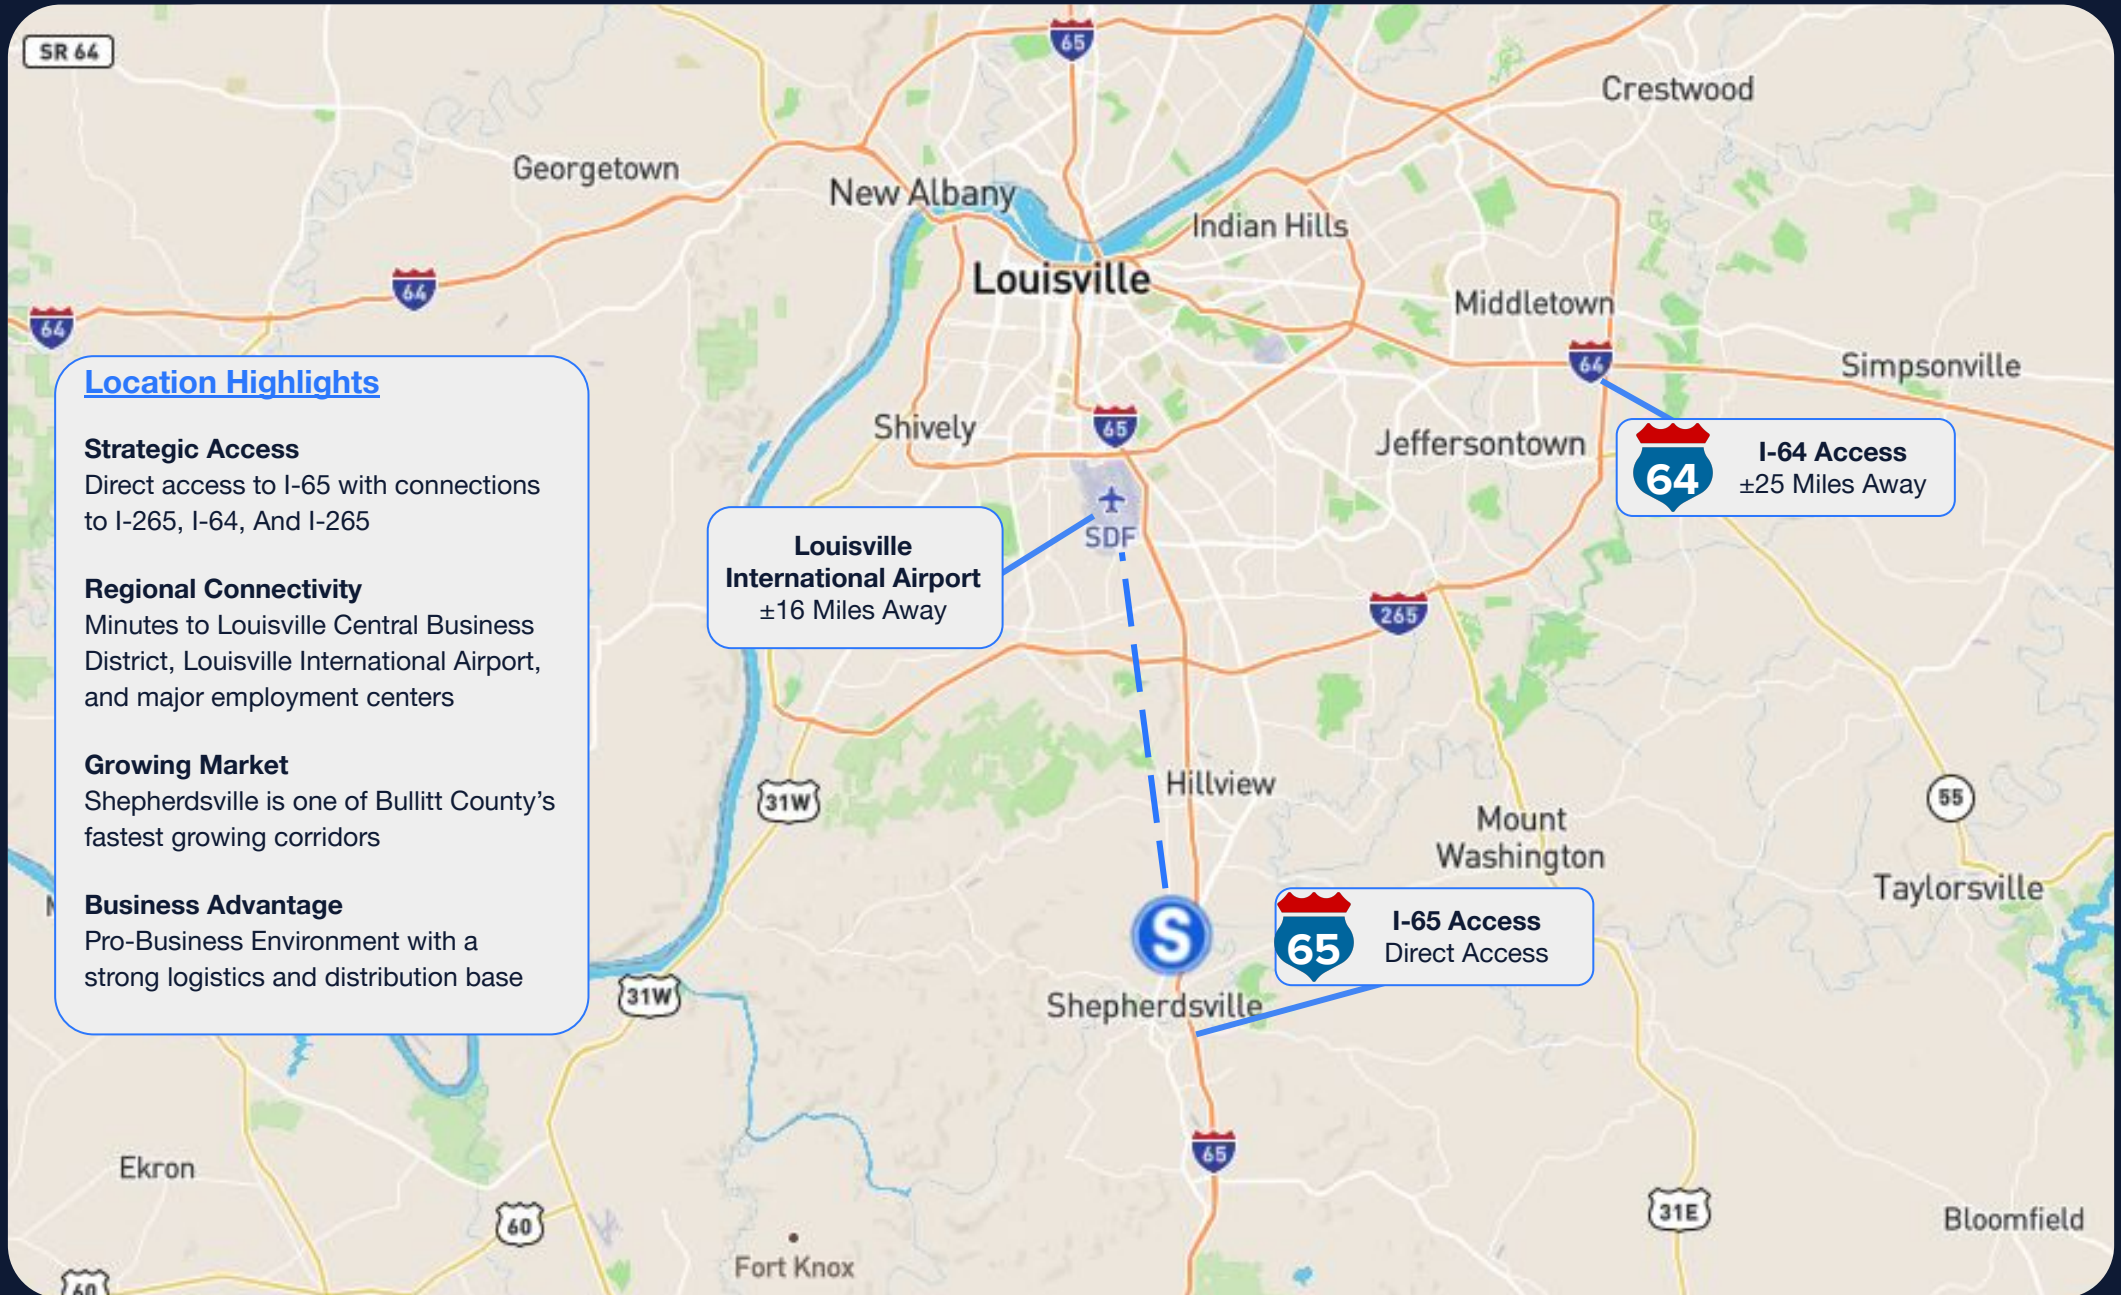 SR 64
65
Crestwood
Georgetown
New Albany
Indian Hills
Louisville
64
64
Middletown
64
Simpsonville
Location Highlights
Strategic Access
Direct access to I-65 with connections
to I-265, I-64, And I-265
Regional Connectivity
Minutes to Louisville Central Business
District, Louisville International Airport,
and major employment centers
Growing Market
Shepherdsville is one of Bullitt County's
fastest growing corridors
Business Advantage
Pro-Business Environment with a
strong logistics and distribution base
Shively
65
Jeffersontown
64
I-64 Access
±25 Miles Away
SDF
Louisville
International Airport
±16 Miles Away
265
31W
Hillview
Mount
Washington
55
Taylorsville
S
65
I-65 Access
Direct Access
31W
Shepherdsville
65
Ekron
60
Fort Knox
31E
Bloomfield
60